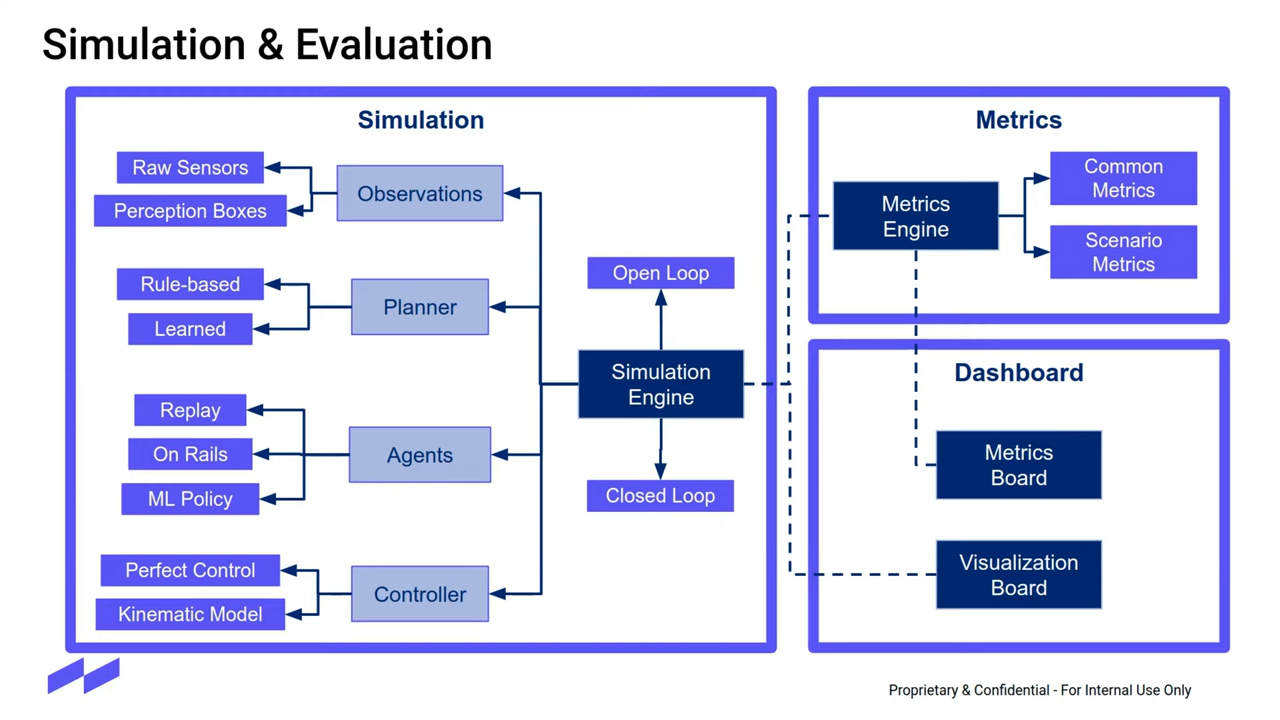 Simulation & Evaluation
Simulation
Raw Sensors
Perception Boxes
Observations
Rule-based
Learned
Planner
Replay
On Rails
ML Policy
Agents
Perfect Control
Kinematic Model
Controller
Open Loop
Simulation
Engine
Closed Loop
Metrics
Metrics
Engine
Common
Metrics
Scenario
Metrics
Dashboard
Metrics
Board
Visualization
Board
Proprietary & Confidential - For Internal Use Only